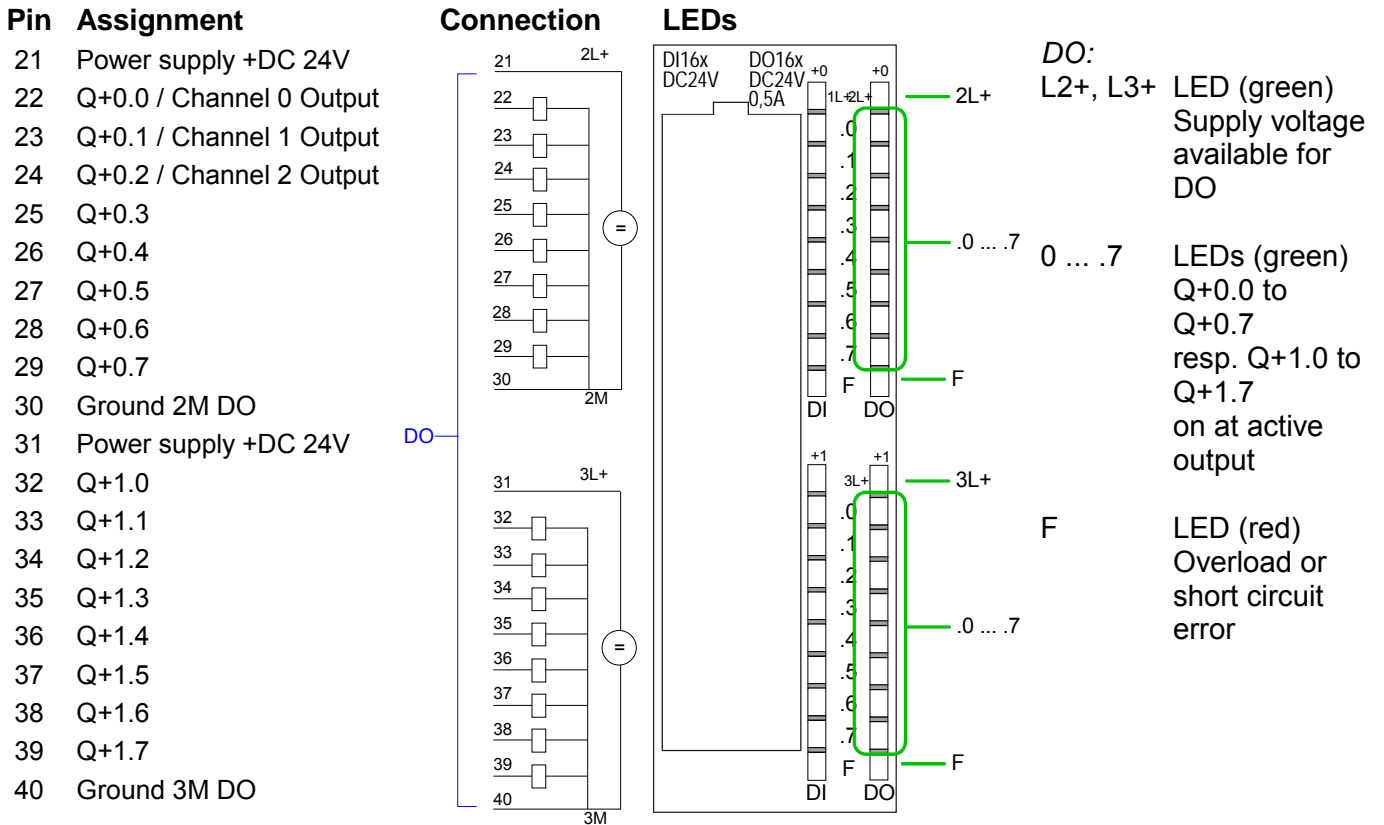 Pin Assignment Connection LEDs
21 Power supply +DC 24V
22 Q+0.0 / Channel 0 Output
23 Q+0.1 / Channel 1 Output
24 Q+0.2 / Channel 2 Output
25 Q+0.3
26 Q+0.4
27 Q+0.5
28 Q+0.6
29 Q+0.7
30 Ground 2M DO
31 Power supply +DC 24V
32 Q+1.0
33 Q+1.1
34 Q+1.2
35 Q+1.3
36 Q+1.4
37 Q+1.5
38 Q+1.6
39 Q+1.7
40 Ground 3M DO
DO
21 2L+
22
23
24
25
=
26
27
28
29
30
2M
31 3L+
32
33
34
35
=
36
37
38
39
40
3M
DI16x DO16x
DC24V DC24V
0,5A
+0 +0
1L+ 2L+
.0
.1
.2
.3
.4
.5
.6
.7
F
DI DO
2L+
.0 ... .7
F
+1 +1
3L+
.0
.1
.2
.3
.4
.5
.6
.7
F
DI DO
3L+
.0 ... .7
F
DO:
L2+, L3+ LED (green)
Supply voltage
available for
DO
0 ... .7 LEDs (green)
Q+0.0 to
Q+0.7
resp. Q+1.0 to
Q+1.7
on at active
output
F LED (red)
Overload or
short circuit
error